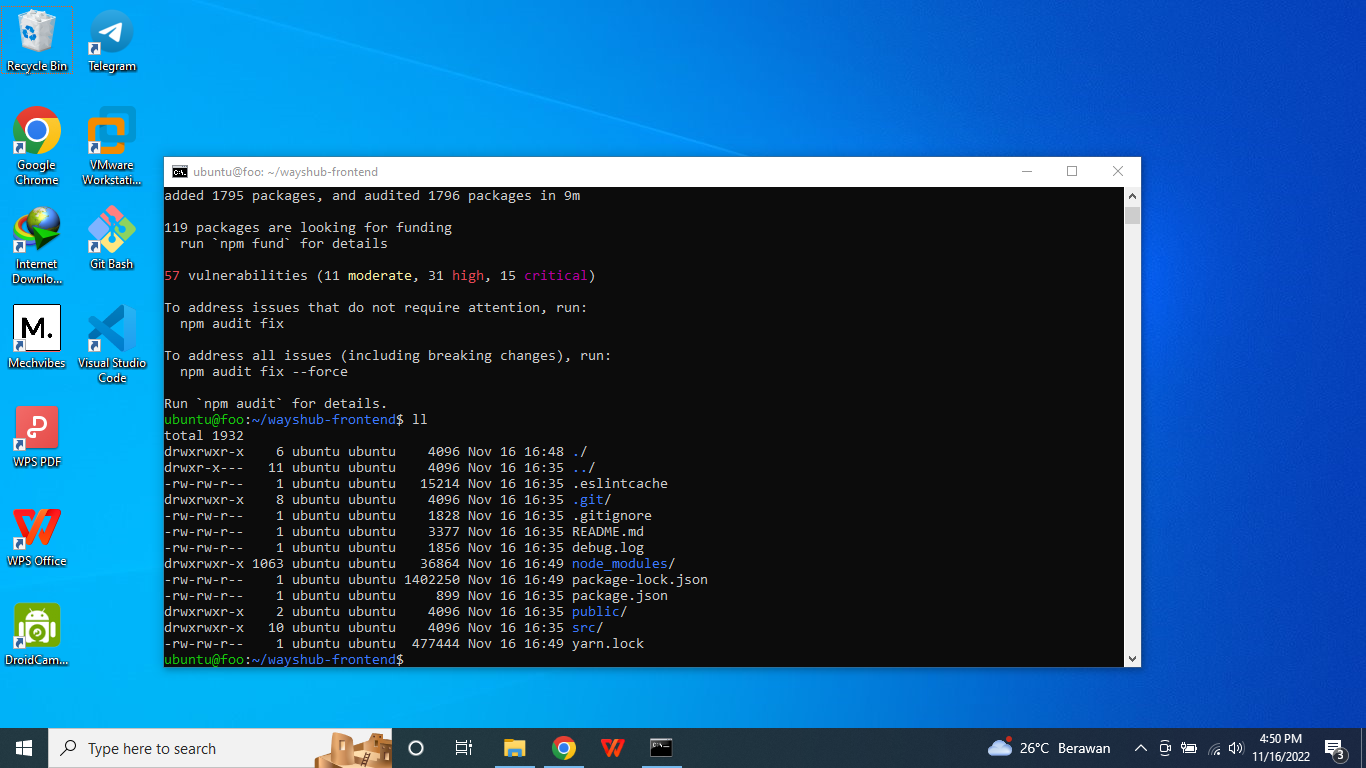 Recycle Bin
Telegram
Google Chrome
VMware Workstati...
Internet Downlo...
Git Bash
M.
Mechvibes
Visual Studio Code
WPS PDF
WPS Office
DroidCam...
ubuntu@foo: ~/wayshub-frontend
added 1795 packages, and audited 1796 packages in 9m
119 packages are looking for funding
  run `npm fund` for details
57 vulnerabilities (11 moderate, 31 high, 15 critical)
To address issues that do not require attention, run:
  npm audit fix
To address all issues (including breaking changes), run:
  npm audit fix --force
Run `npm audit` for details.
ubuntu@foo:~/wayshub-frontend$ ll
total 1932
drwxrwxr-x    6 ubuntu ubuntu    4096 Nov 16 16:48 ./
drwxr-x---   11 ubuntu ubuntu    4096 Nov 16 16:35 ../
-rw-rw-r--    1 ubuntu ubuntu   15214 Nov 16 16:35 .eslintcache
drwxrwxr-x    8 ubuntu ubuntu    4096 Nov 16 16:35 .git/
-rw-rw-r--    1 ubuntu ubuntu    1828 Nov 16 16:35 .gitignore
-rw-rw-r--    1 ubuntu ubuntu    3377 Nov 16 16:35 README.md
-rw-rw-r--    1 ubuntu ubuntu    1856 Nov 16 16:35 debug.log
drwxrwxr-x 1063 ubuntu ubuntu   36864 Nov 16 16:49 node_modules/
-rw-rw-r--    1 ubuntu ubuntu 1402250 Nov 16 16:49 package-lock.json
-rw-rw-r--    1 ubuntu ubuntu     899 Nov 16 16:35 package.json
drwxrwxr-x    2 ubuntu ubuntu    4096 Nov 16 16:35 public/
drwxrwxr-x   10 ubuntu ubuntu    4096 Nov 16 16:35 src/
-rw-rw-r--    1 ubuntu ubuntu  477444 Nov 16 16:49 yarn.lock
ubuntu@foo:~/wayshub-frontend$
Type here to search
26°C Berawan
4:50 PM
11/16/2022
3